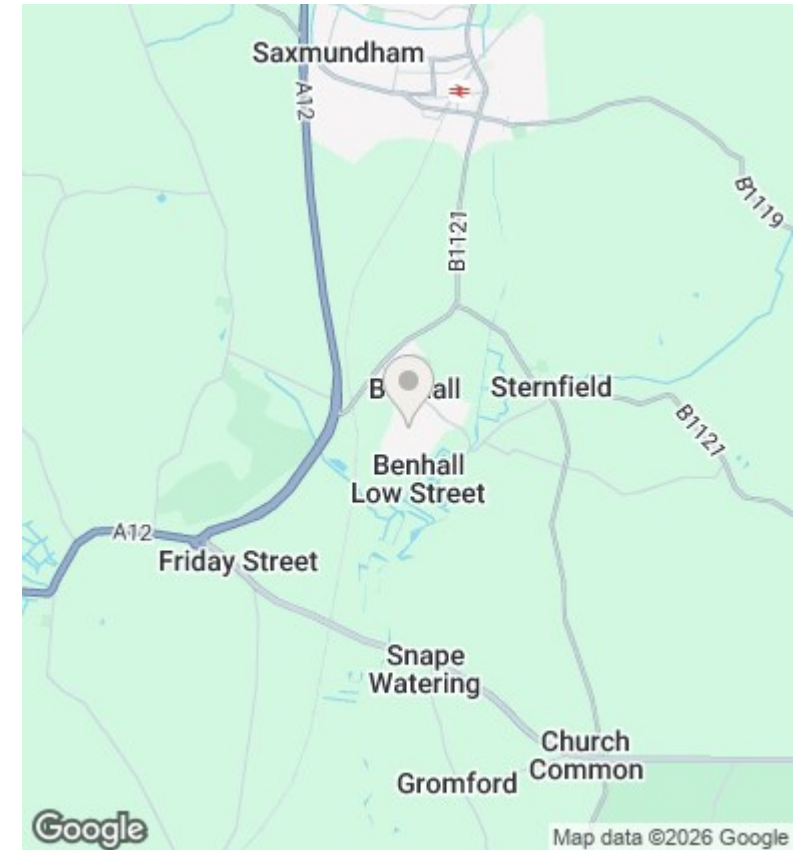 Saxmundham
A12
B1119
B1121
Sternfield
B1121
Benhall
Low Street
A12
Friday Street
Snape
Watering
Church
Common
Gromford
Google
Map data ©2026 Google